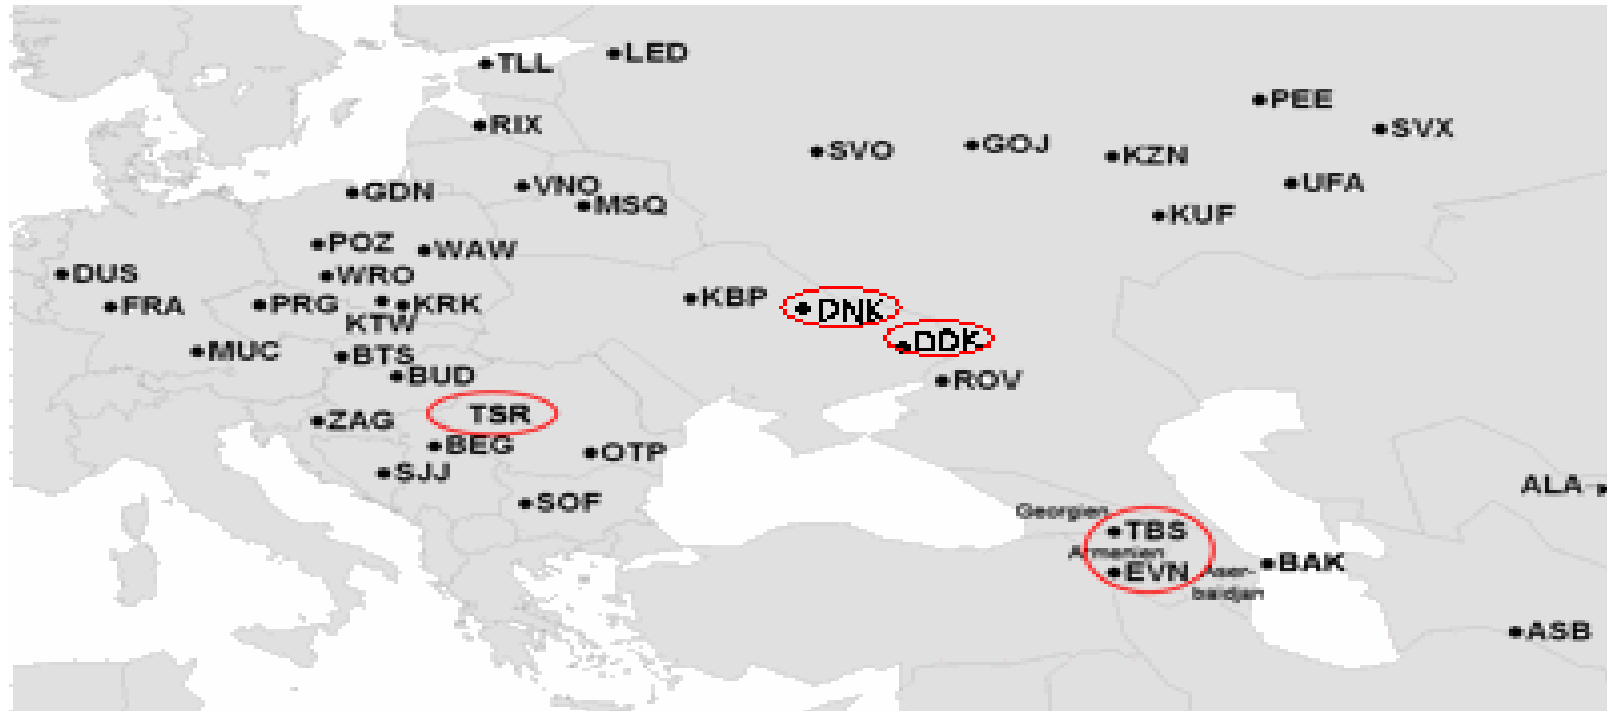 TLL
LED
PEE
RIX
SVX
SVO
GOJ
KZN
GDN
VNO
MSQ
UFA
KUF
POZ
WAW
DUS
WRO
FRA
PRG
KRK
KTW
KBP
DNK
DDK
MUC
BTS
BUD
ROV
TSR
ZAG
BEG
OTP
SJJ
SOF
ALA
Georgien
TBS
Armenien
EVN
Aser-
baidjan
BAK
ASB